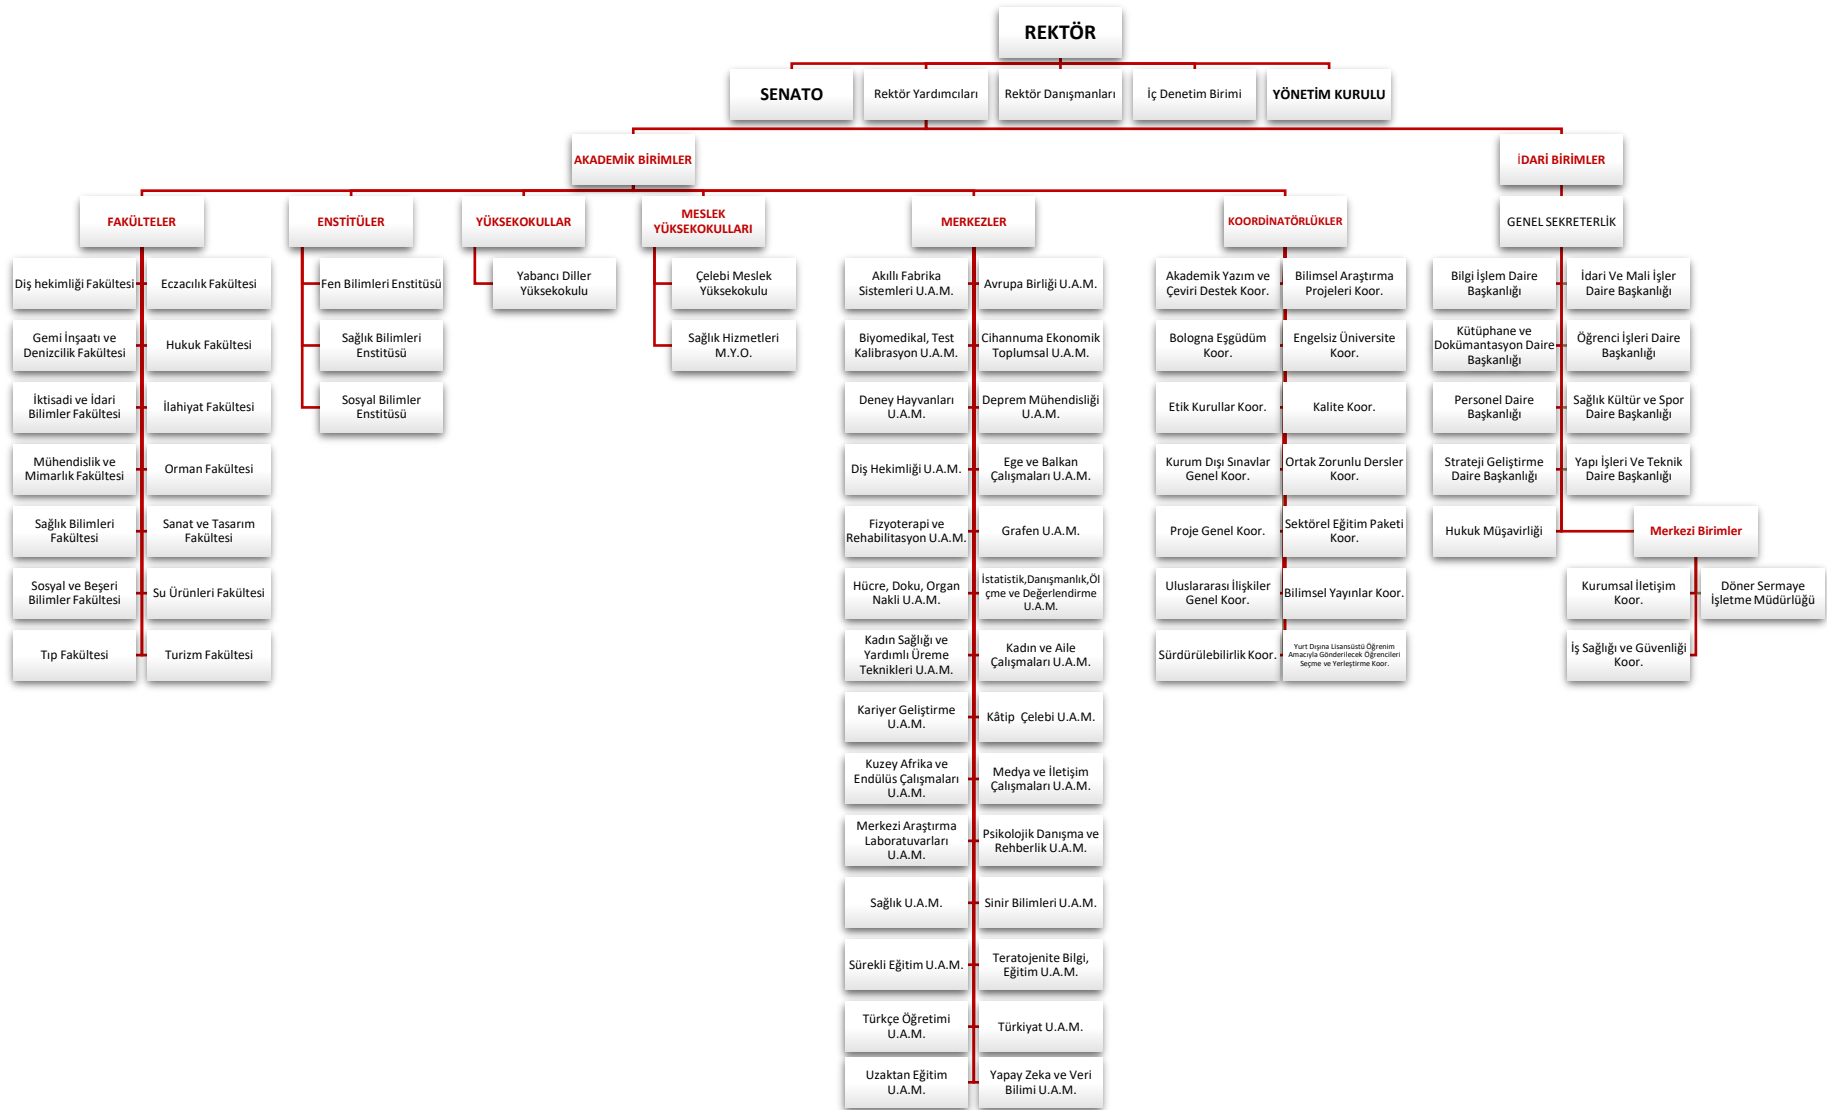 REKTÖR
SENATO
Rektör Yardımcıları
Rektör Danışmanları
İç Denetim Birimi
YÖNETİM KURULU
AKADEMİK BİRİMLER
İDARİ BİRİMLER
FAKÜLTELER
ENSTİTÜLER
YÜKSEKOKULLAR
MESLEK
YÜKSEKOKULLARI
MERKEZLER
KOORDİNATÖRLÜKLER
GENEL SEKRETERLİK
Diş hekimliği Fakültesi
Eczacılık Fakültesi
Gemi İnşaatı ve
Denizcilik Fakültesi
Hukuk Fakültesi
İktisadi ve İdari
Bilimler Fakültesi
İlahiyat Fakültesi
Mühendislik ve
Mimarlık Fakültesi
Orman Fakültesi
Sağlık Bilimleri
Fakültesi
Sanat ve Tasarım
Fakültesi
Sosyal ve Beşeri
Bilimler Fakültesi
Su Ürünleri Fakültesi
Tıp Fakültesi
Turizm Fakültesi
Fen Bilimleri Enstitüsü
Sağlık Bilimleri
Enstitüsü
Sosyal Bilimler
Enstitüsü
Yabancı Diller
Yüksekokulu
Çelebi Meslek
Yüksekokulu
Sağlık Hizmetleri
M.Y.O.
Akıllı Fabrika
Sistemleri U.A.M.
Avrupa Birliği U.A.M.
Biyomedikal, Test
Kalibrasyon U.A.M.
Cihannuma Ekonomik
Toplumsal U.A.M.
Deney Hayvanları
U.A.M.
Deprem Mühendisliği
U.A.M.
Diş Hekimliği U.A.M.
Ege ve Balkan
Çalışmaları U.A.M.
Fizyoterapi ve
Rehabilitasyon U.A.M.
Grafen U.A.M.
Hücre, Doku, Organ
Nakli U.A.M.
İstatistik,Danışmanlık,Öl
çme ve Değerlendirme
U.A.M.
Kadın Sağlığı ve
Yardımlı Üreme
Teknikleri U.A.M.
Kadın ve Aile
Çalışmaları U.A.M.
Kariyer Geliştirme
U.A.M.
Kâtip  Çelebi U.A.M.
Kuzey Afrika ve
Endülüs Çalışmaları
U.A.M.
Medya ve İletişim
Çalışmaları U.A.M.
Merkezi Araştırma
Laboratuvarları
U.A.M.
Psikolojik Danışma ve
Rehberlik U.A.M.
Sağlık U.A.M.
Sinir Bilimleri U.A.M.
Sürekli Eğitim U.A.M.
Teratojenite Bilgi,
Eğitim U.A.M.
Türkçe Öğretimi
U.A.M.
Türkiyat U.A.M.
Uzaktan Eğitim
U.A.M.
Yapay Zeka ve Veri
Bilimi U.A.M.
Akademik Yazım ve
Çeviri Destek Koor.
Bilimsel Araştırma
Projeleri Koor.
Bologna Eşgüdüm
Koor.
Engelsiz Üniversite
Koor.
Etik Kurullar Koor.
Kalite Koor.
Kurum Dışı Sınavlar
Genel Koor.
Ortak Zorunlu Dersler
Koor.
Proje Genel Koor.
Sektörel Eğitim Paketi
Koor.
Uluslararası İlişkiler
Genel Koor.
Bilimsel Yayınlar Koor.
Sürdürülebilirlik Koor.
Yurt Dışına Lisansüstü Öğrenim
Amacıyla Gönderilecek Öğrencileri
Seçme ve Yerleştirme Koor.
Bilgi İşlem Daire
Başkanlığı
İdari Ve Mali İşler
Daire Başkanlığı
Kütüphane ve
Dokümantasyon Daire
Başkanlığı
Öğrenci İşleri Daire
Başkanlığı
Personel Daire
Başkanlığı
Sağlık Kültür ve Spor
Daire Başkanlığı
Strateji Geliştirme
Daire Başkanlığı
Yapı İşleri Ve Teknik
Daire Başkanlığı
Hukuk Müşavirliği
Merkezi Birimler
Kurumsal İletişim
Koor.
Döner Sermaye
İşletme Müdürlüğü
İş Sağlığı ve Güvenliği
Koor.